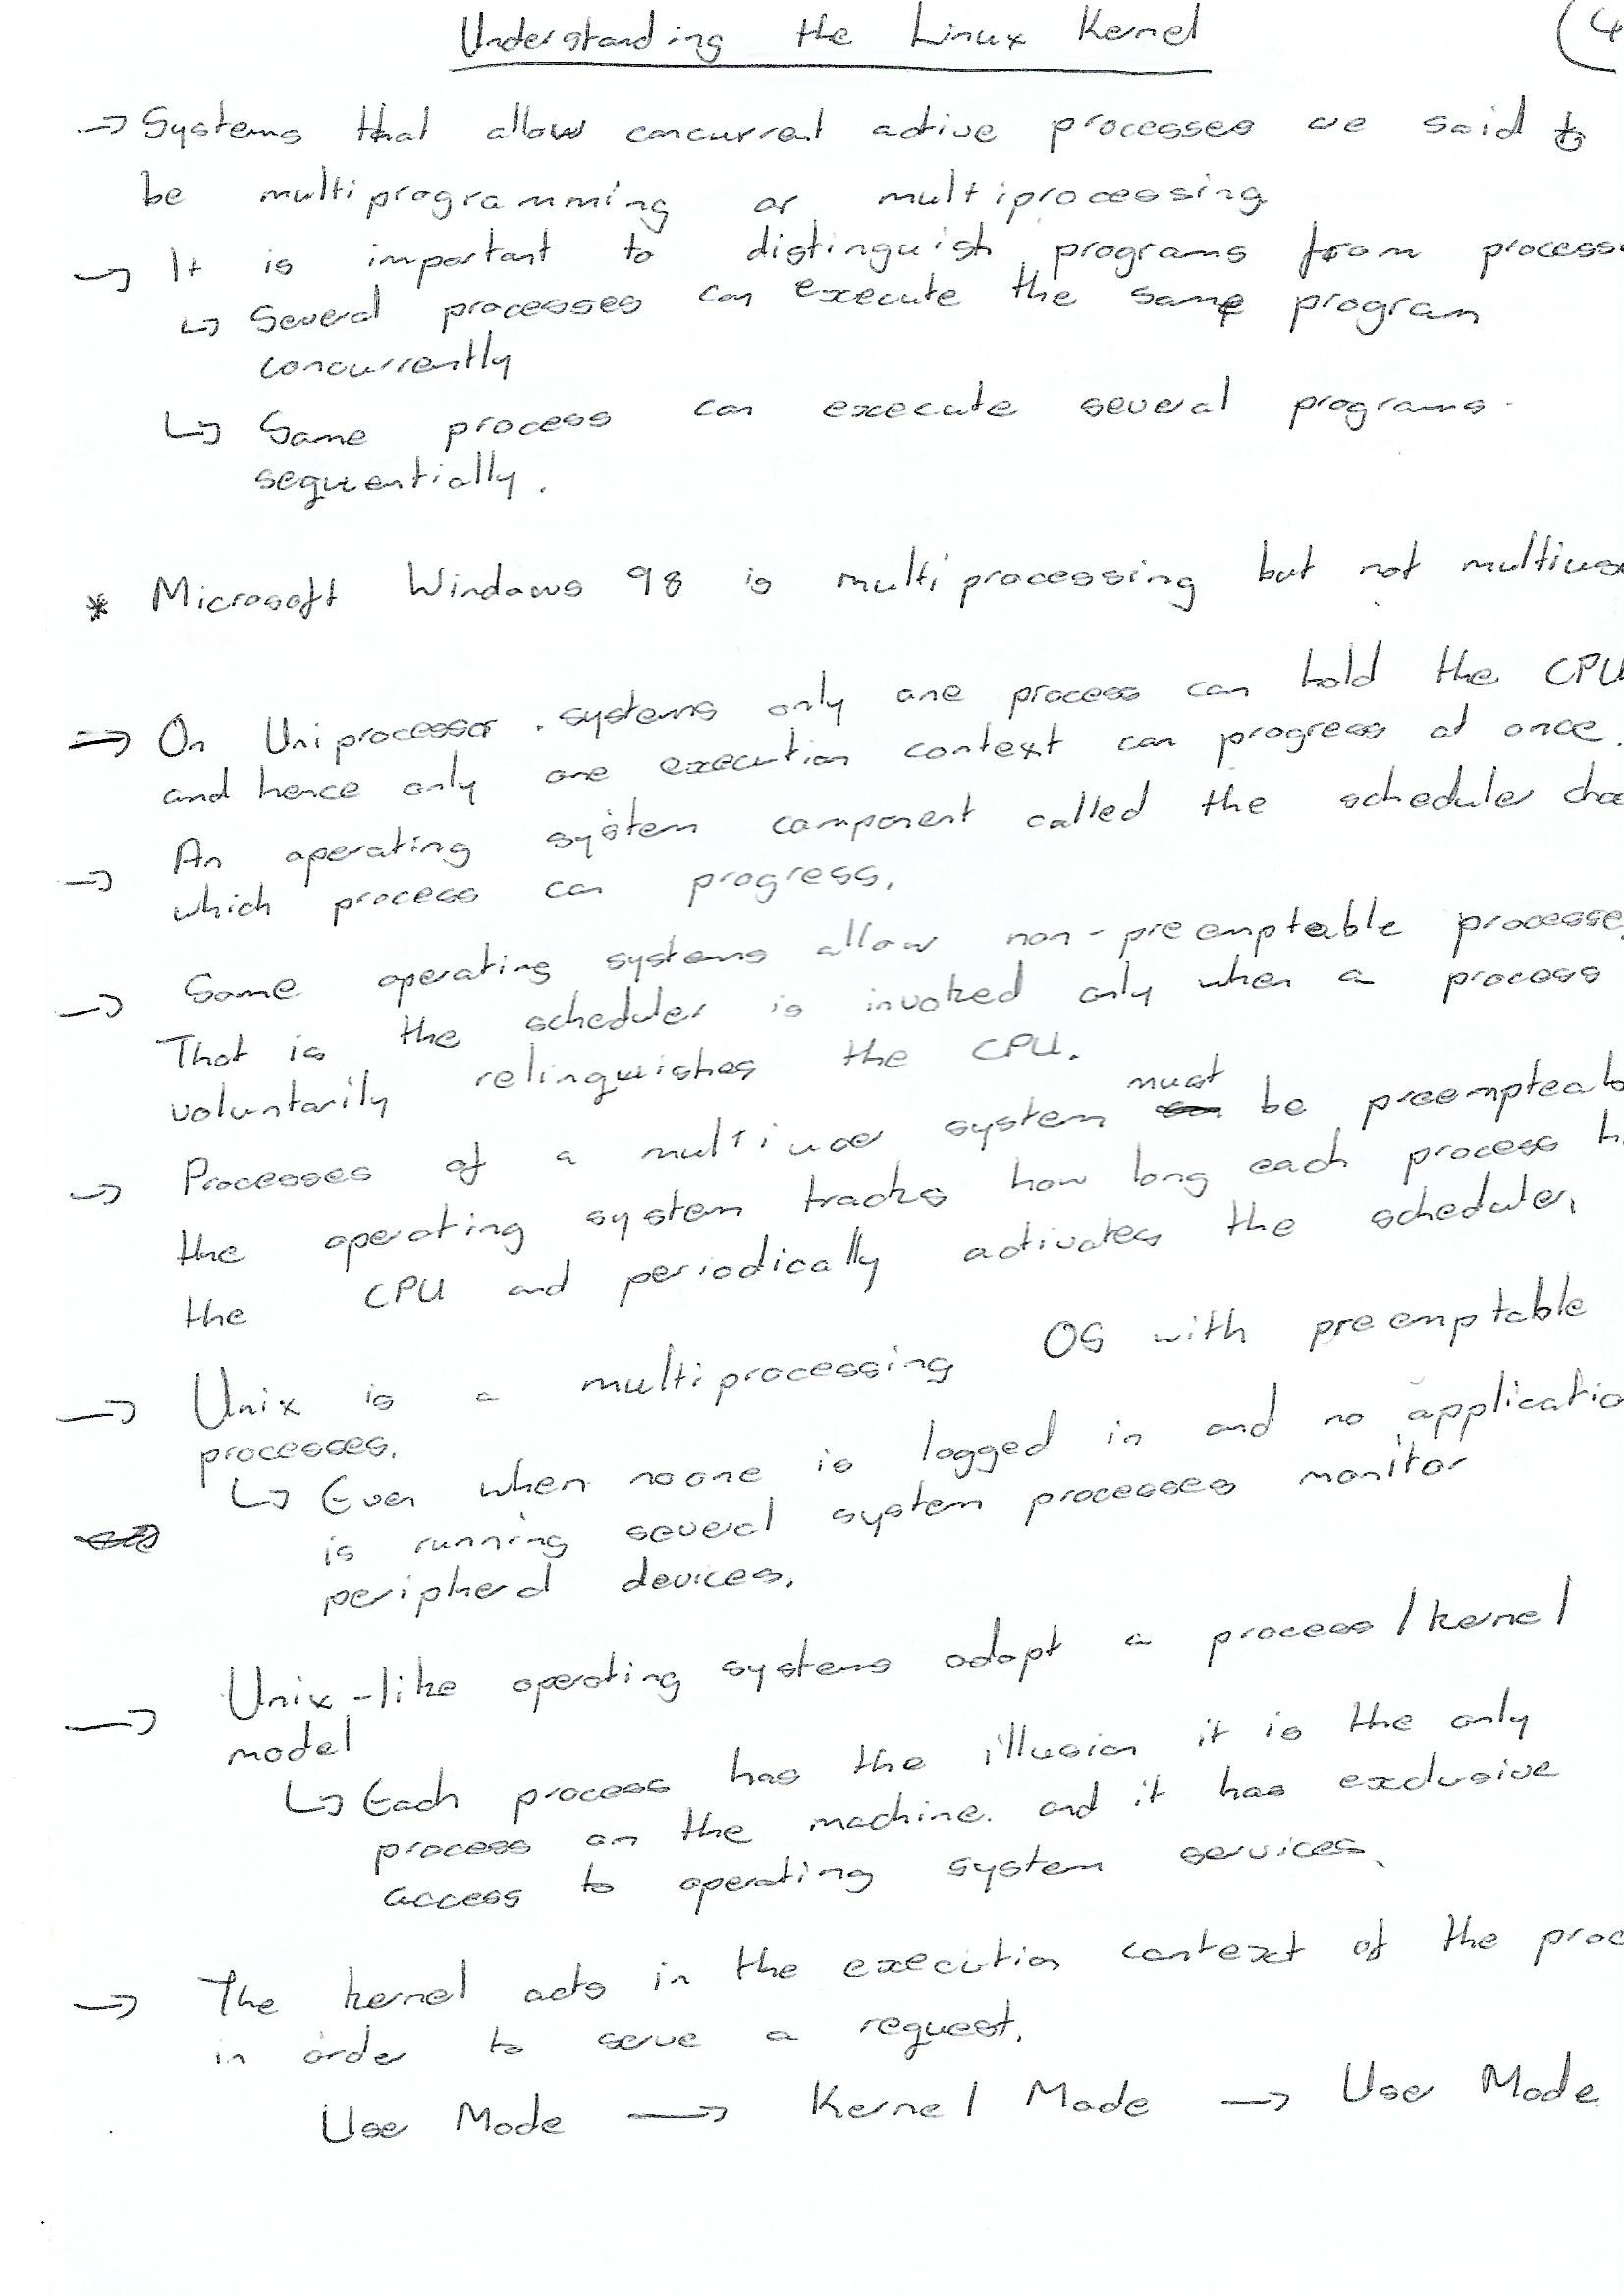 Understanding the Linux Kernel (4
→ Systems that allow concurrent active processes are said to
be multiprogramming or multiprocessing
→ It is important to distinguish programs from process
↳ Several processes can execute the same program
concurrently
↳ Same process can execute several programs
sequentially.
* Microsoft Windows 98 is multiprocessing but not multius
→ On Uniprocessor systems only one process can hold the CPU
and hence only one execution context can progress at once.
→ An operating system component called the scheduler choo
which process can progress.
→ Some operating systems allow non-preemptable processes
That is the scheduler is invoked only when a process
voluntarily relinquishes the CPU.
→ Processes of a multiuser system must be preempteab
the operating system tracks how long each process h
the CPU and periodically activates the scheduler.
→ Unix is a multiprocessing OS with preemptable
processes.
↳ Even when noone is logged in and no applicatio
is running several system processes monitor
peripheral devices.
→ Unix-like operating systems adopt a process/kernel
model
↳ Each process has the illusion it is the only
process on the machine. and it has exclusive
access to operating system services.
→ The kernel acts in the execution context of the proc
in order to serve a request.
User Mode → Kernel Mode → User Mode.